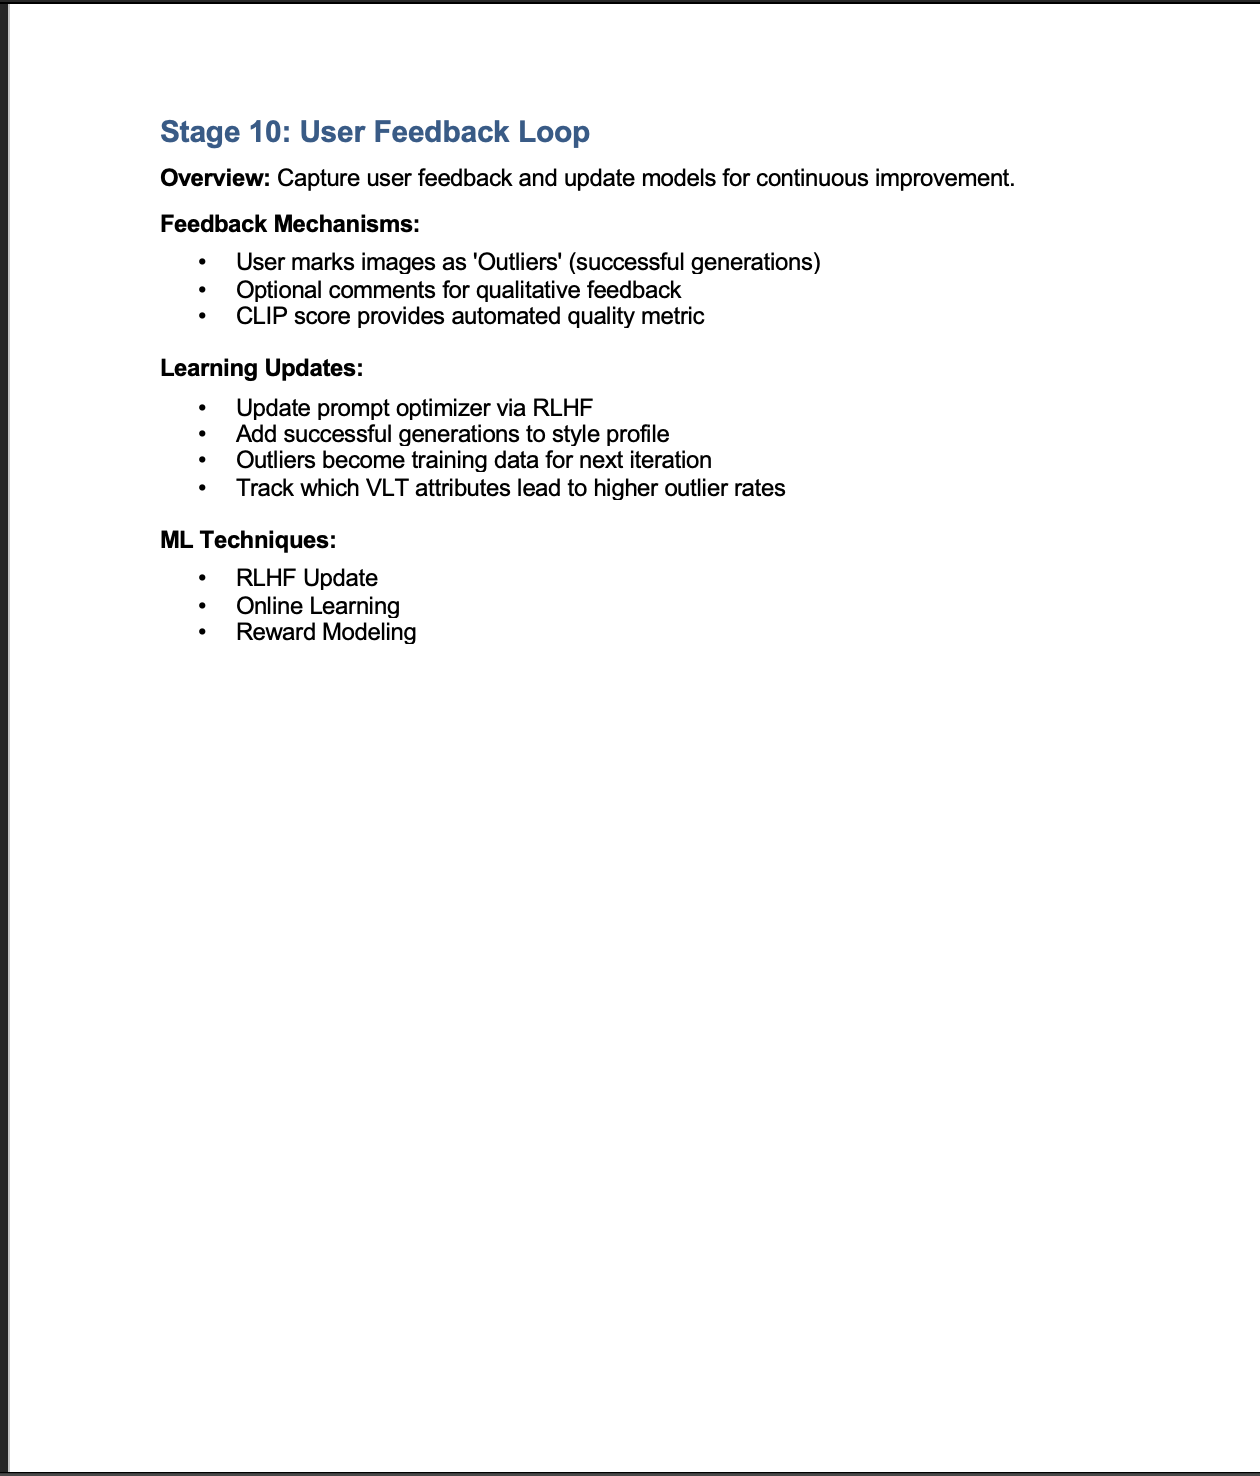 Stage 10: User Feedback Loop
Overview: Capture user feedback and update models for continuous improvement.
Feedback Mechanisms:
• User marks images as 'Outliers' (successful generations)
• Optional comments for qualitative feedback
• CLIP score provides automated quality metric
Learning Updates:
• Update prompt optimizer via RLHF
• Add successful generations to style profile
• Outliers become training data for next iteration
• Track which VLT attributes lead to higher outlier rates
ML Techniques:
• RLHF Update
• Online Learning
• Reward Modeling